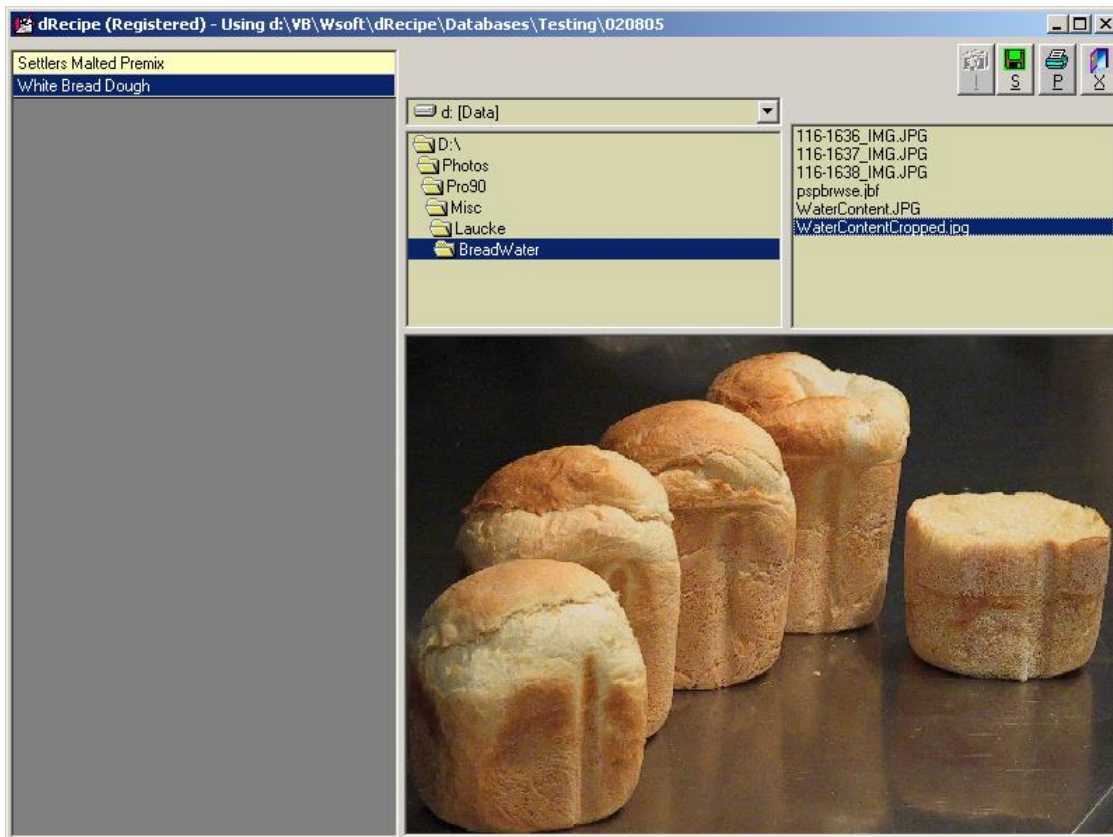 dRecipe (Registered) - Using d:\VB\Wsoft\dRecipe\Databases\Testing\020805
Settlers Malted Premix
White Bread Dough
I
S
P
X
d: [Data]
D:\
Photos
Pro90
Misc
Laucke
BreadWater
116-1636_IMG.JPG
116-1637_IMG.JPG
116-1638_IMG.JPG
pspbrwse.jbf
WaterContent.JPG
WaterContentCropped.jpg